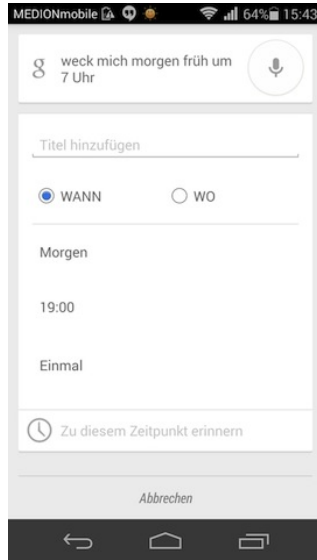 MEDIONmobile 64% 15:43
g weck mich morgen früh um
7 Uhr
Titel hinzufügen
WANN WO
Morgen
19:00
Einmal
Zu diesem Zeitpunkt erinnern
Abbrechen